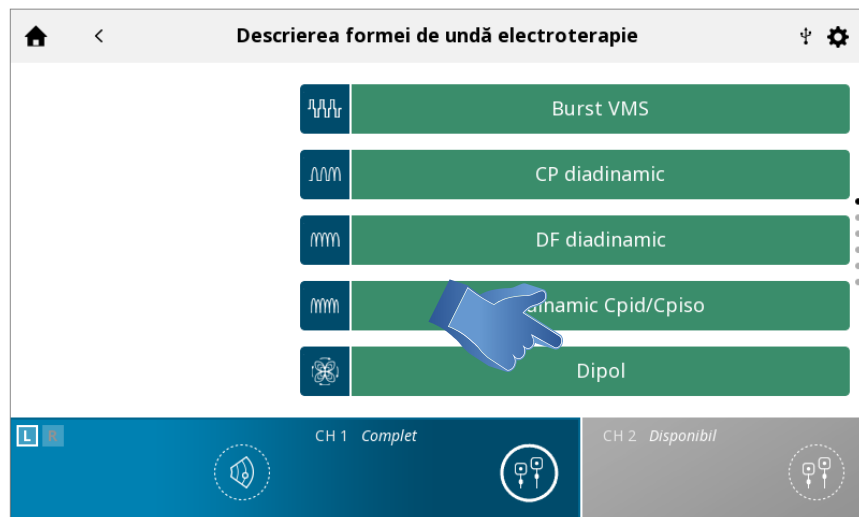 Descrierea formei de undă electroterapie
Burst VMS
CP diadinamic
DF diadinamic
dinamic Cpid/Cpiso
Dipol
L R
CH 1 Complet
CH 2 Disponibil